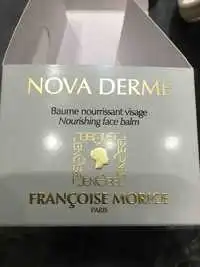 NOVA DERME
Baume nourrissant visage
Nourishing face balm
FRANÇOISE MORICE
PARIS